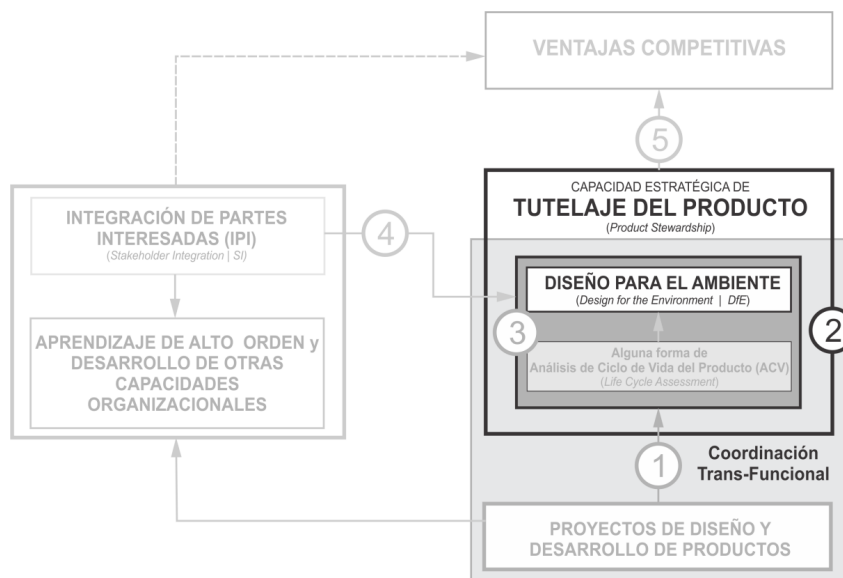 VENTAJAS COMPETITIVAS
5
CAPACIDAD ESTRATÉGICA DE
TUTELAJE DEL PRODUCTO
(Product Stewardship)
INTEGRACIÓN DE PARTES
INTERESADAS (IPI)
(Stakeholder Integration | SI)
4
DISEÑO PARA EL AMBIENTE
(Design for the Environment | DfE)
3
2
Alguna forma de
Análisis de Ciclo de Vida del Producto (ACV)
(Life Cycle Assessment)
APRENDIZAJE DE ALTO ORDEN y
DESARROLLO DE OTRAS
CAPACIDADES
ORGANIZACIONALES
1
Coordinación
Trans-Funcional
PROYECTOS DE DISEÑO Y
DESARROLLO DE PRODUCTOS